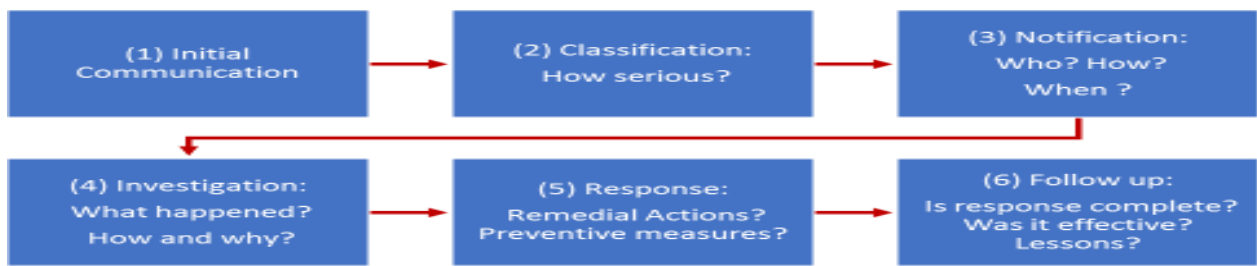 (1) Initial
Communication
(2) Classification:
How serious?
(3) Notification:
Who? How?
When ?
(4) Investigation:
What happened?
How and why?
(5) Response:
Remedial Actions?
Preventive measures?
(6) Follow up:
Is response complete?
Was it effective?
Lessons?